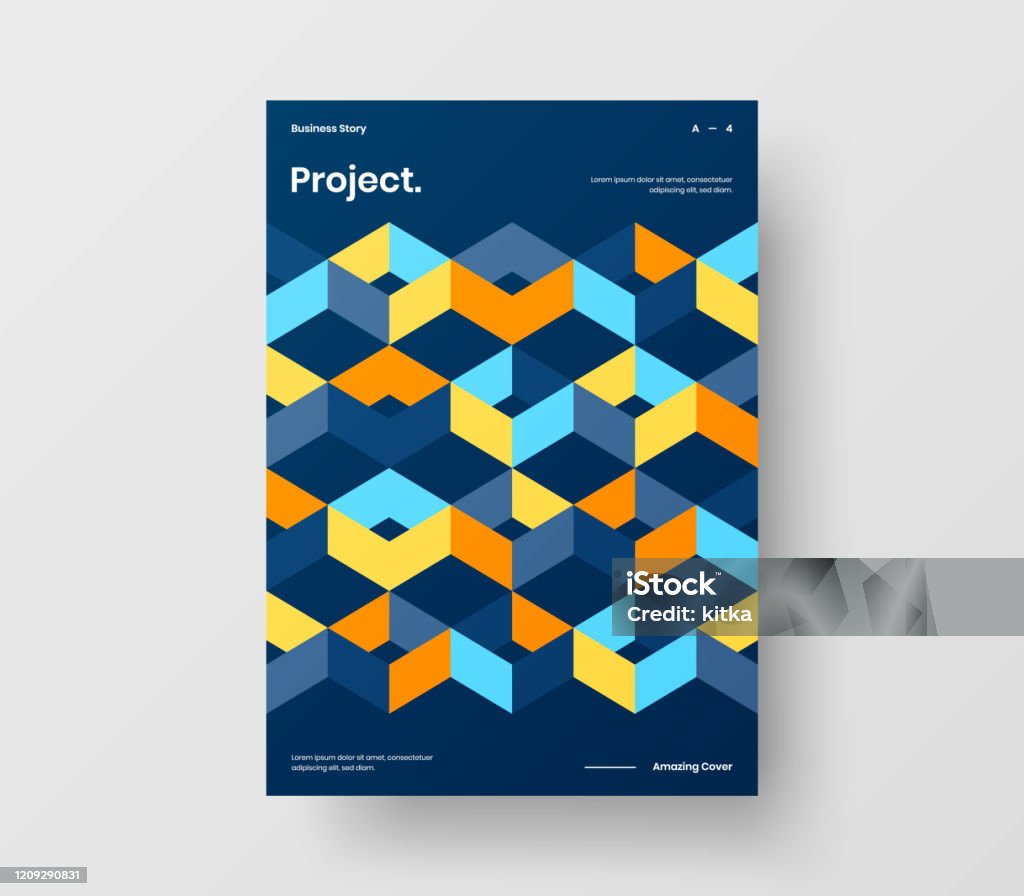 Business Story
A — 4
Project.
Lorem ipsum dolor sit amet, consectetuer
adipiscing elit, sed diam.
iStock™
Credit: kitka
Lorem ipsum dolor sit amet, consectetuer
adipiscing elit, sed diam.
Amazing Cover
1209290831